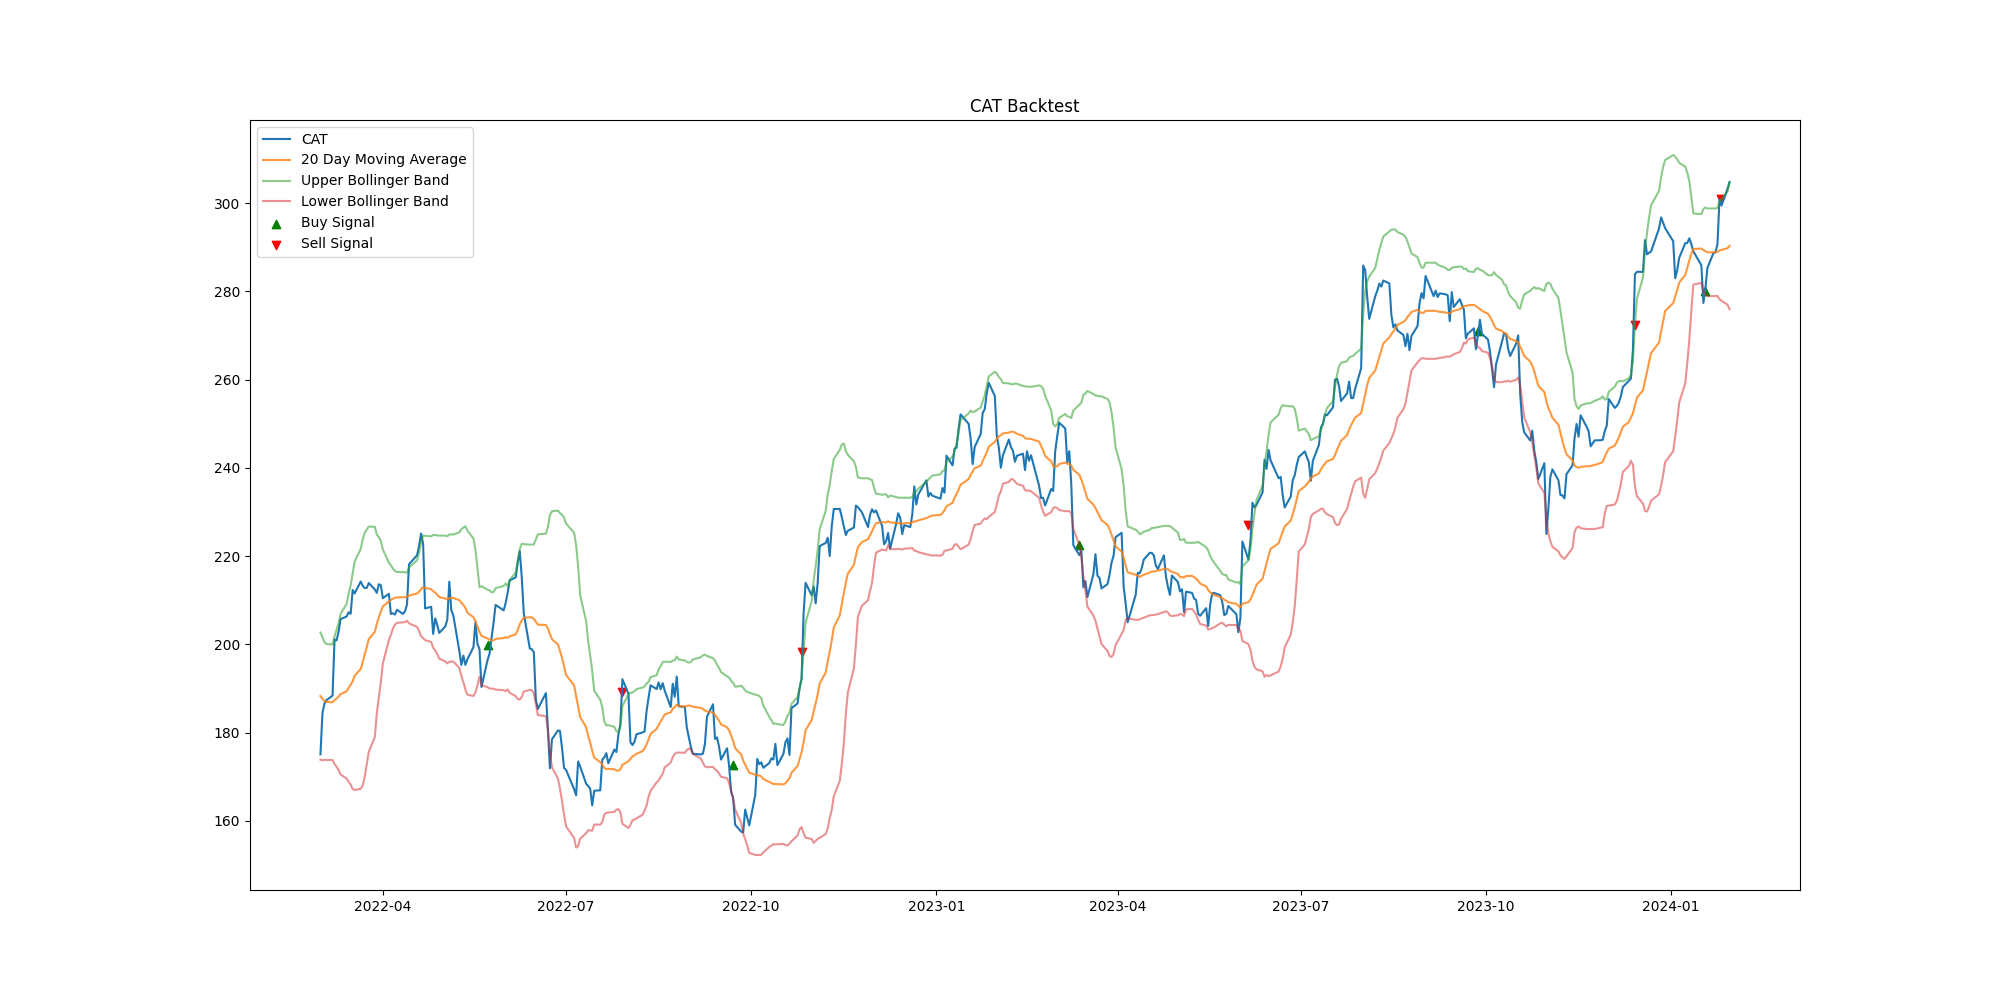 CAT Backtest
CAT
20 Day Moving Average
Upper Bollinger Band
Lower Bollinger Band
Buy Signal
Sell Signal
300
280
260
240
220
200
180
160
2022-04 2022-07 2022-10 2023-01 2023-04 2023-07 2023-10 2024-01